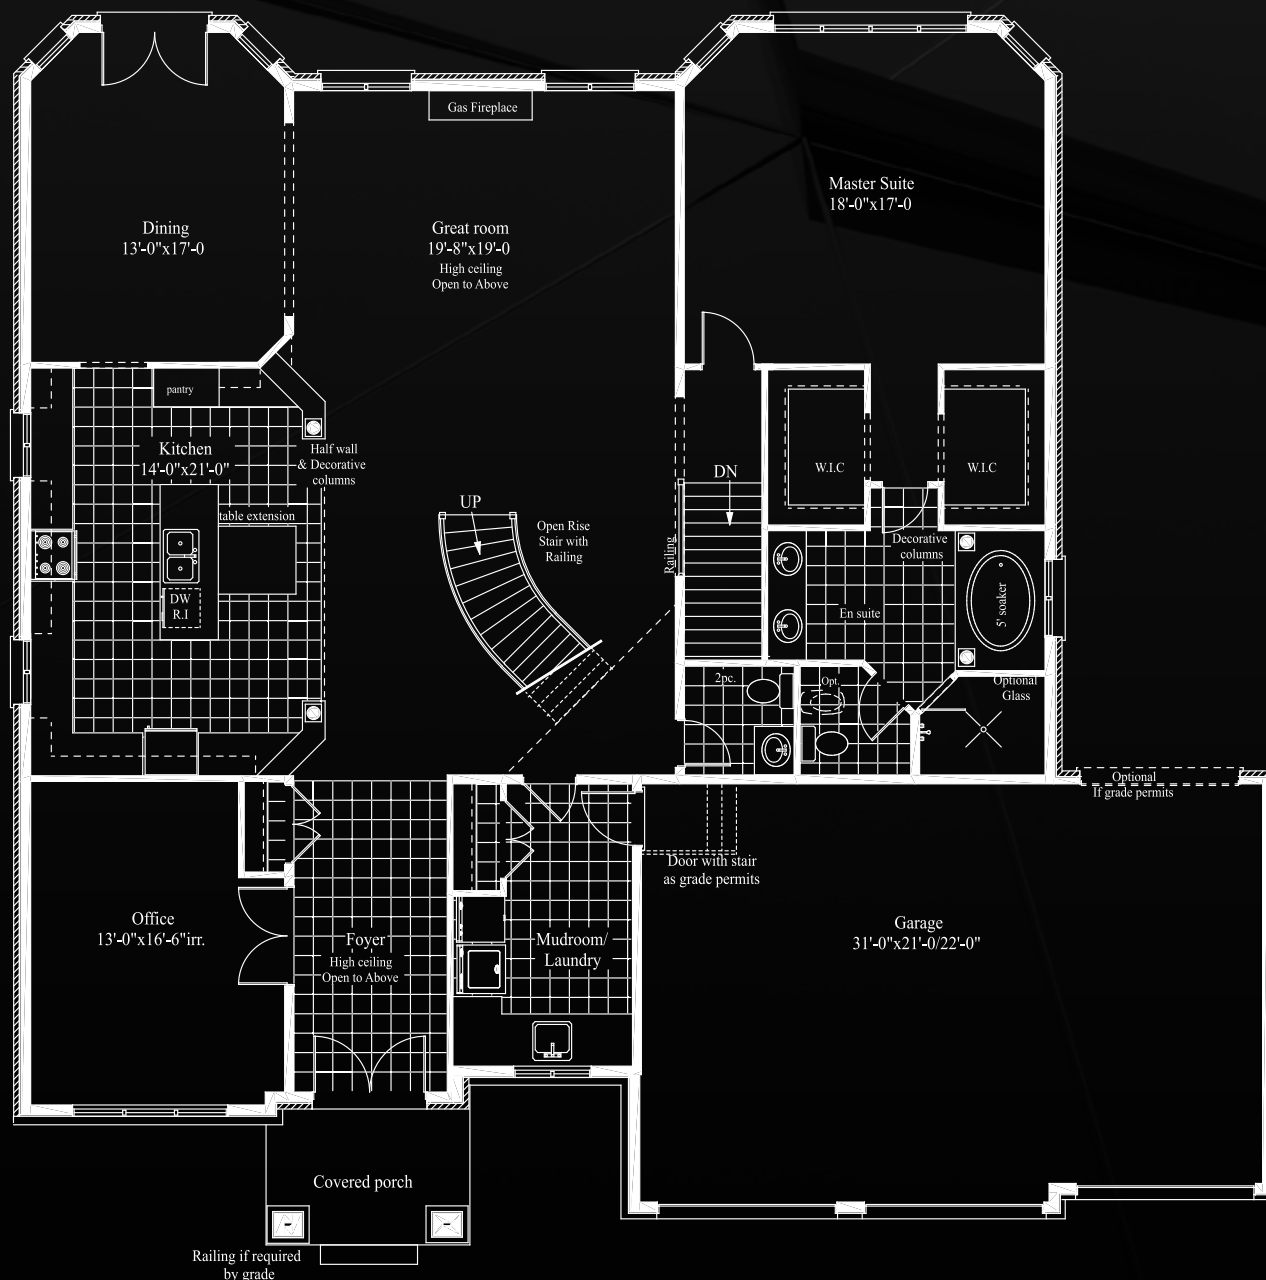 Gas Fireplace
Dining
13'-0"x17'-0
Great room
19'-8"x19'-0
High ceiling
Open to Above
Master Suite
18'-0"x17'-0
pantry
Kitchen
14'-0"x21'-0"
Half wall
& Decorative
columns
table extension
DW
R.I
UP
Open Rise
Stair with
Railing
Railing
DN
W.I.C
W.I.C
Decorative
columns
En suite
5' soaker
2pc.
Opt.
Optional
Glass
Optional
If grade permits
Door with stair
as grade permits
Office
13'-0"x16'-6"irr.
Foyer
High ceiling
Open to Above
Mudroom/
Laundry
Garage
31'-0"x21'-0/22'-0"
Covered porch
Railing if required
by grade